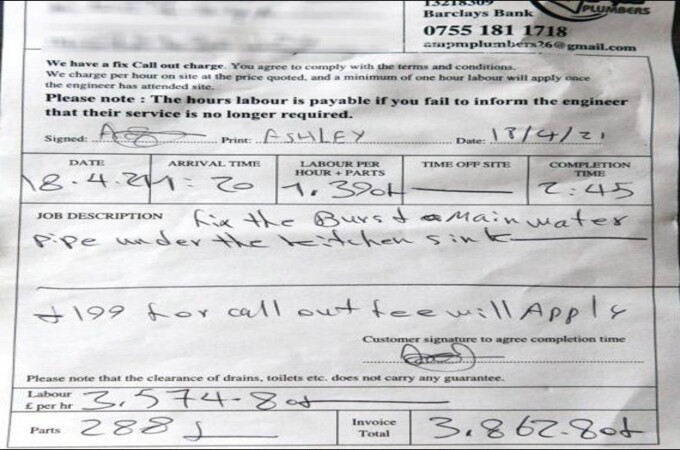 13218309
Barclays Bank
PLUMBERS
0755 181 1718
ampmplumbers26@gmail.com
We have a fix Call out charge. You agree to comply with the terms and conditions.
We charge per hour on site at the price quoted, and a minimum of one hour labour will apply once
the engineer has attended site.
Please note : The hours labour is payable if you fail to inform the engineer
that their service is no longer required.
Signed: Print: ASHLEY Date: 18/4/21
DATE ARRIVAL TIME LABOUR PER HOUR + PARTS TIME OFF SITE COMPLETION TIME
18.4.21 11:20 2:45
JOB DESCRIPTION fix the Burst Main water
pipe under the kitchen sink
£199 for call out fee will Apply
Customer signature to agree completion time
Please note that the clearance of drains, toilets etc. does not carry any guarantee.
Labour £ per hr 3,574.80
Parts 288 Invoice Total 3,862.80